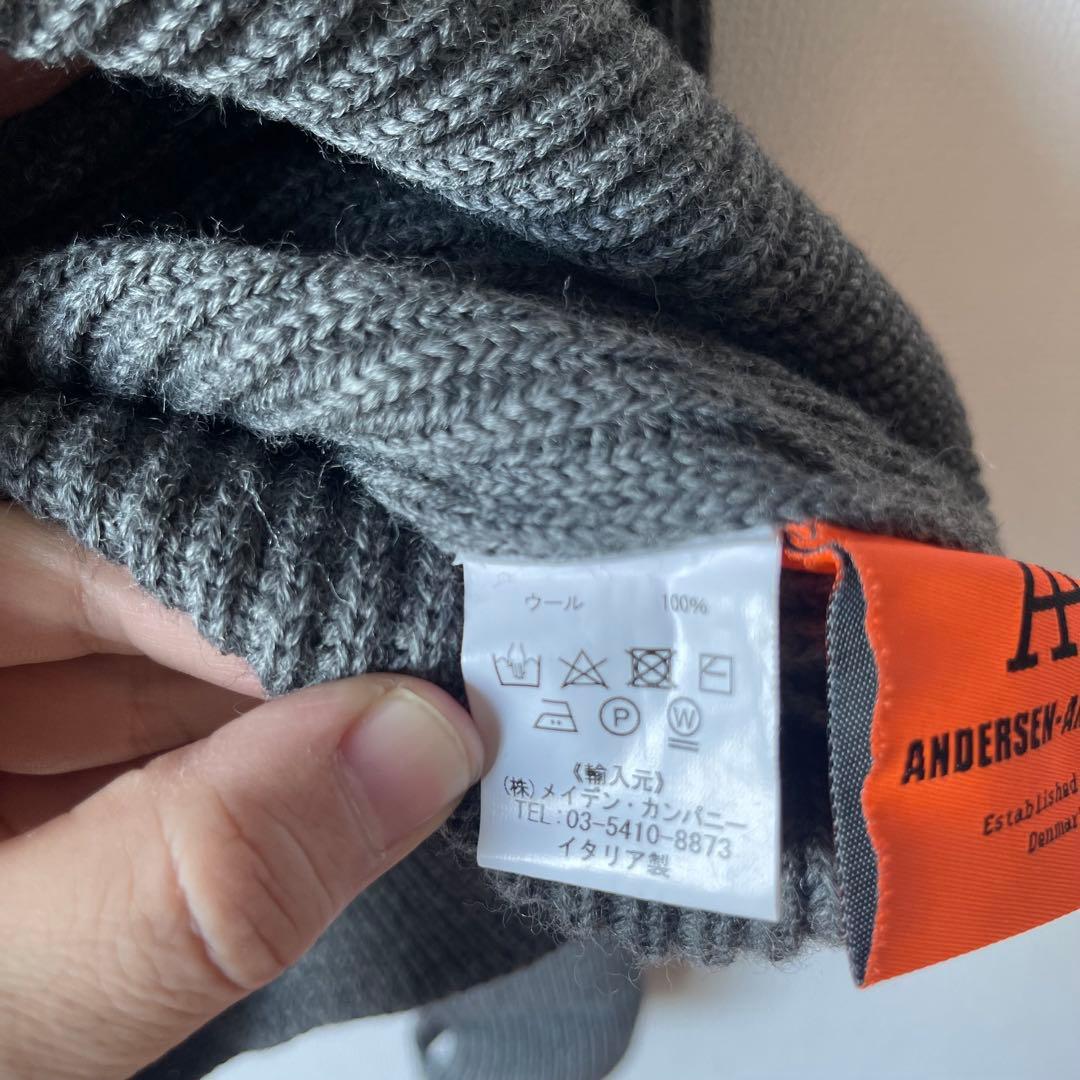 ウール 100%
P W
《輸入元》
(株)メイデン・カンパニー
TEL:03-5410-8873
イタリア製
ANDERSEN-A
Established
Denmar